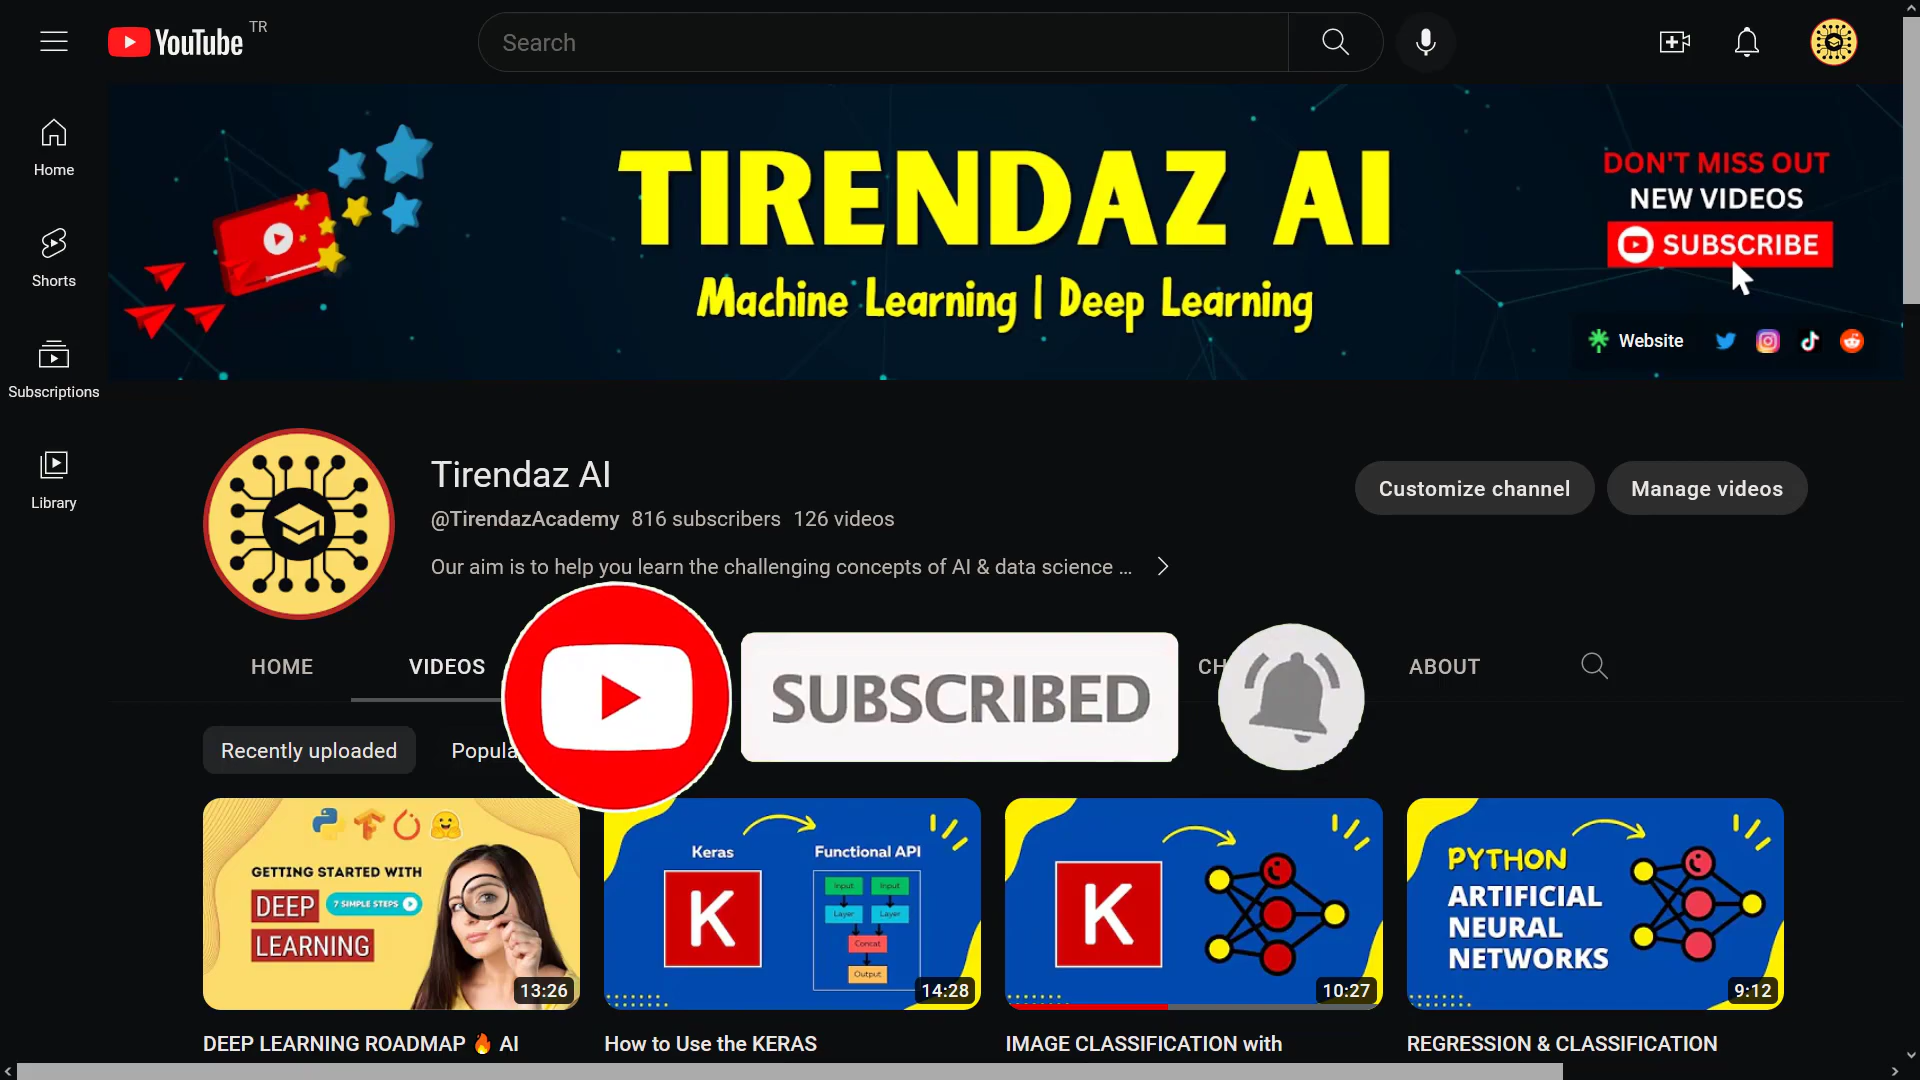 YouTube TR
Search
Home
Shorts
Subscriptions
Library
TIRENDAZ AI
Machine Learning | Deep Learning
DON'T MISS OUT
NEW VIDEOS
SUBSCRIBE
Website
Tirendaz AI
@TirendazAcademy 816 subscribers 126 videos
Our aim is to help you learn the challenging concepts of AI & data science ...
Customize channel
Manage videos
HOME
VIDEOS
CH
ABOUT
SUBSCRIBED
Recently uploaded
Popula
GETTING STARTED WITH
DEEP
7 SIMPLE STEPS
LEARNING
13:26
Keras
Functional API
K
Input Input
Layer Layer
Concat
Output
14:28
K
10:27
PYTHON
ARTIFICIAL
NEURAL
NETWORKS
9:12
DEEP LEARNING ROADMAP 🔥 AI
How to Use the KERAS
IMAGE CLASSIFICATION with
REGRESSION & CLASSIFICATION